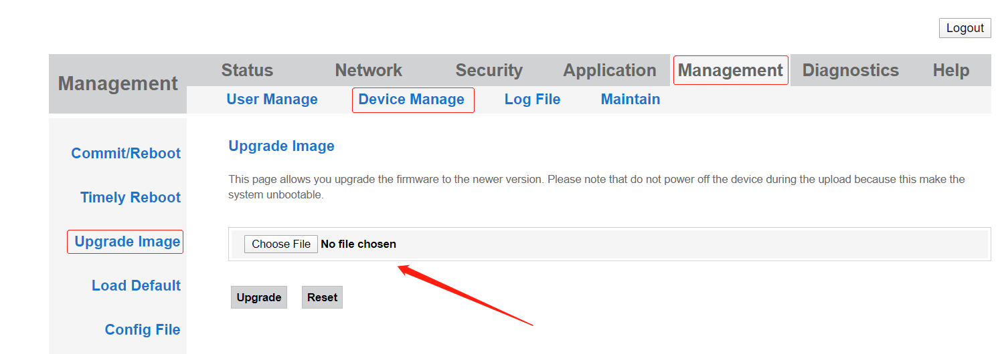 Logout
Management
Status Network Security Application Management Diagnostics Help
User Manage Device Manage Log File Maintain
Commit/Reboot
Timely Reboot
Upgrade Image
Load Default
Config File
Upgrade Image
This page allows you upgrade the firmware to the newer version. Please note that do not power off the device during the upload because this make the
system unbootable.
Choose File No file chosen
Upgrade Reset